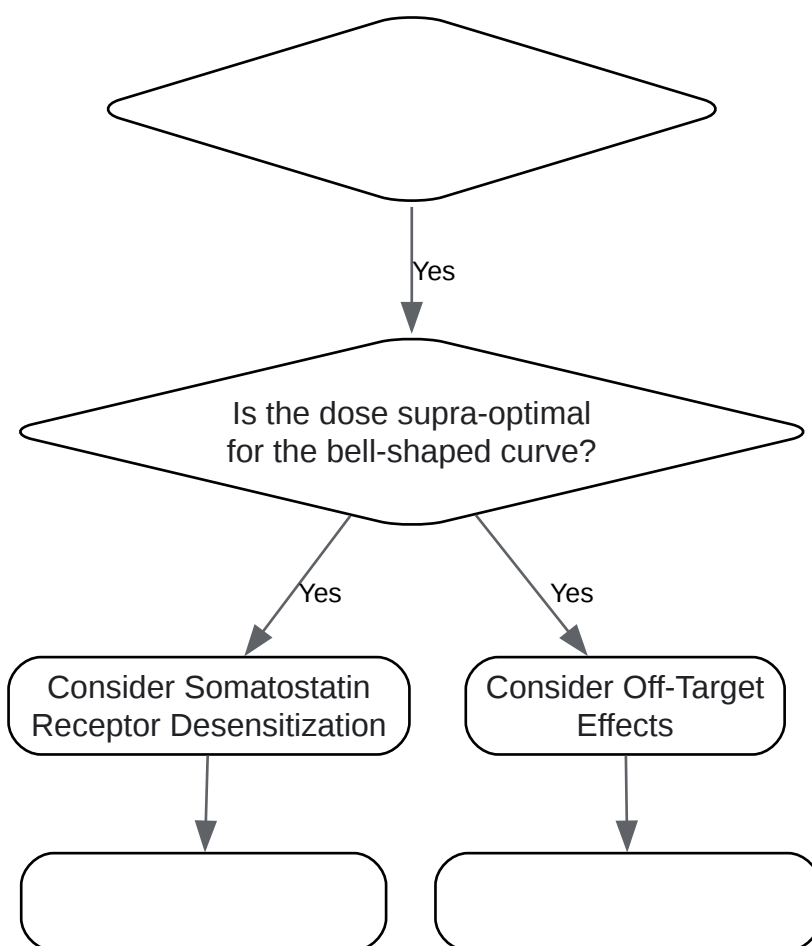 Yes
Is the dose supra-optimal
for the bell-shaped curve?
Yes
Yes
Consider Somatostatin
Receptor Desensitization
Consider Off-Target
Effects